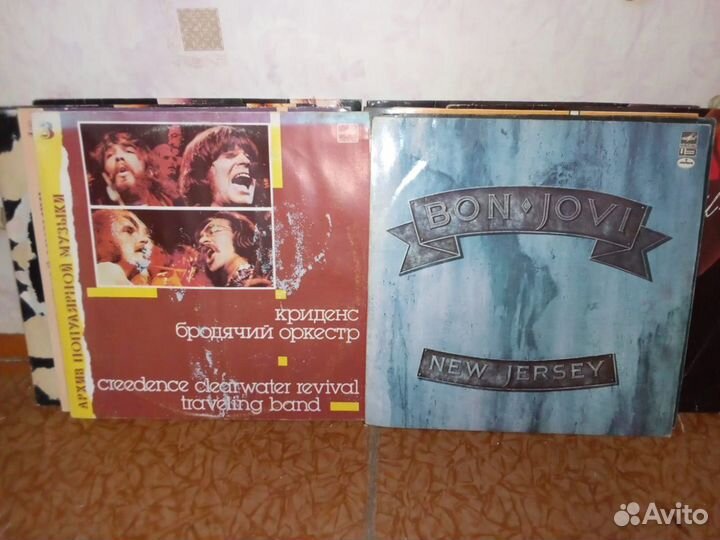 3
АРХИВ ПОПУЛЯРНОЙ МУЗЫКИ
криденс
бродячий оркестр
creedence clearwater revival
traveling band
BON JOVI
NEW JERSEY
Avito